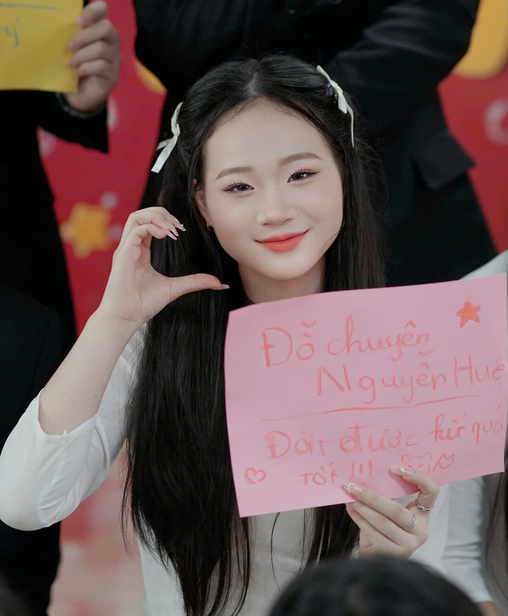 Đỗ chuyên
Nguyễn Huệ
Đạt được kết quả
tốt !!!